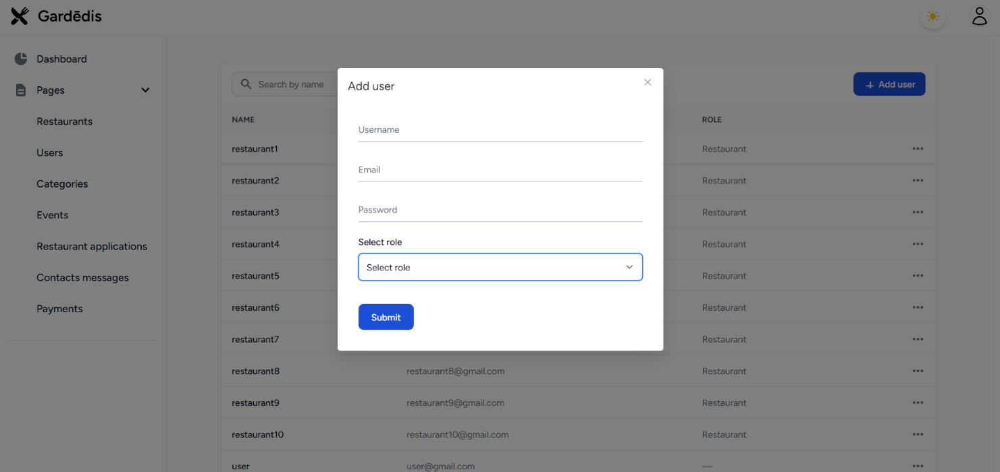 Gardēdis
Dashboard
Pages
Restaurants
Users
Categories
Events
Restaurant applications
Contacts messages
Payments
Search by name
+ Add user
NAME
ROLE
restaurant1
Restaurant
restaurant2
Restaurant
restaurant3
Restaurant
restaurant4
Restaurant
restaurant5
Restaurant
restaurant6
Restaurant
restaurant7
Restaurant
restaurant8
restaurant8@gmail.com
Restaurant
restaurant9
restaurant9@gmail.com
Restaurant
restaurant10
restaurant10@gmail.com
Restaurant
user
user@gmail.com
—
Add user
Username
Email
Password
Select role
Select role
Submit